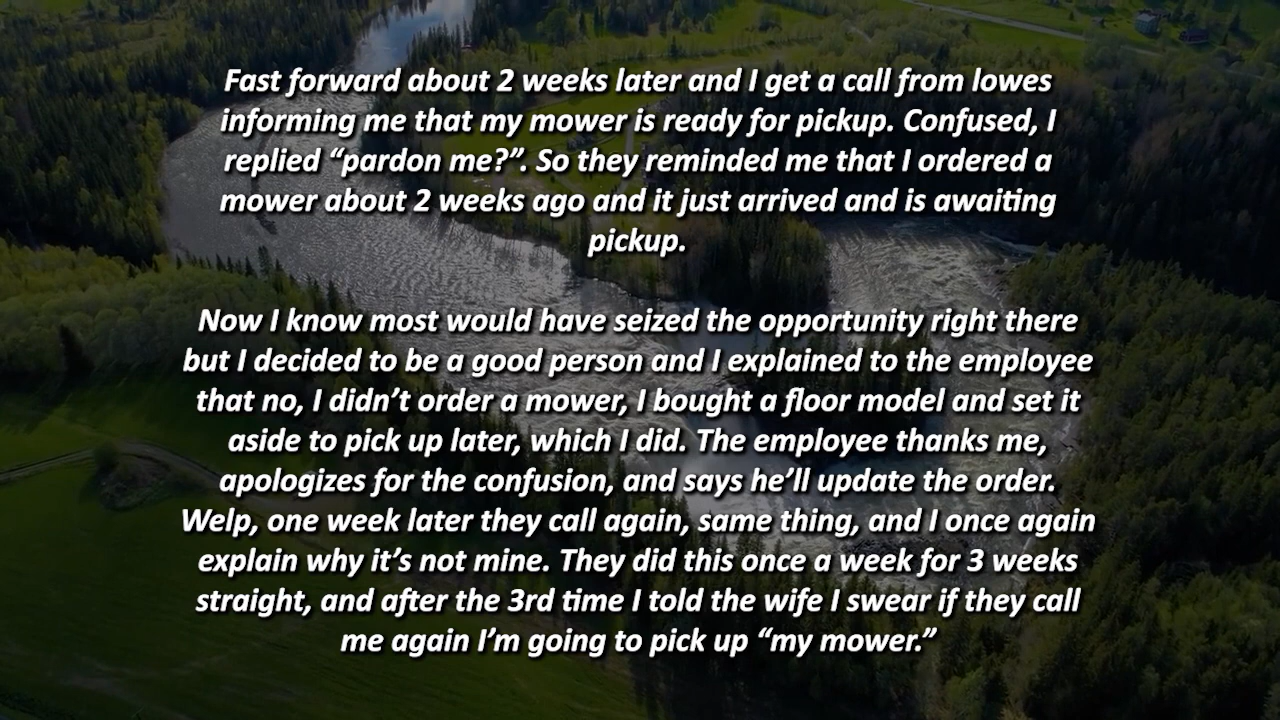 Fast forward about 2 weeks later and I get a call from lowes
informing me that my mower is ready for pickup. Confused, I
replied “pardon me?”. So they reminded me that I ordered a
mower about 2 weeks ago and it just arrived and is awaiting
pickup.
Now I know most would have seized the opportunity right there
but I decided to be a good person and I explained to the employee
that no, I didn’t order a mower, I bought a floor model and set it
aside to pick up later, which I did. The employee thanks me,
apologizes for the confusion, and says he’ll update the order.
Welp, one week later they call again, same thing, and I once again
explain why it’s not mine. They did this once a week for 3 weeks
straight, and after the 3rd time I told the wife I swear if they call
me again I’m going to pick up “my mower.”